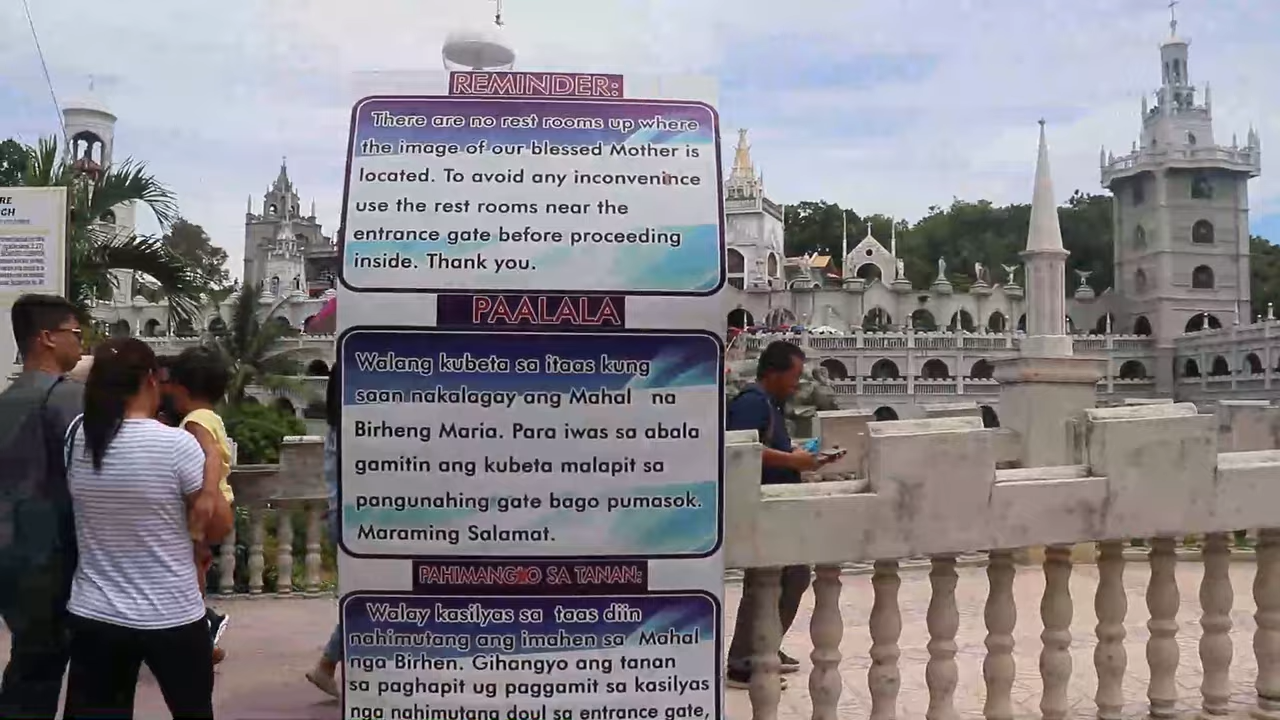 RE
GH
REMINDER:
There are no rest rooms up where
the image of our blessed Mother is
located. To avoid any inconvenience
use the rest rooms near the
entrance gate before proceeding
inside. Thank you.
PAALALA
Walang kubeta sa itaas kung
saan nakalagay ang Mahal na
Birheng Maria. Para iwas sa abala
gamitin ang kubeta malapit sa
pangunahing gate bago pumasok.
Maraming Salamat.
PAHIMANGNO SA TANAN:
Walay kasilyas sa taas diin
nahimutang ang imahen sa Mahal
nga Birhen. Gihangyo ang tanan
sa paghapit ug paggamit sa kasilyas
nga nahimutang doul sa entrance gate,